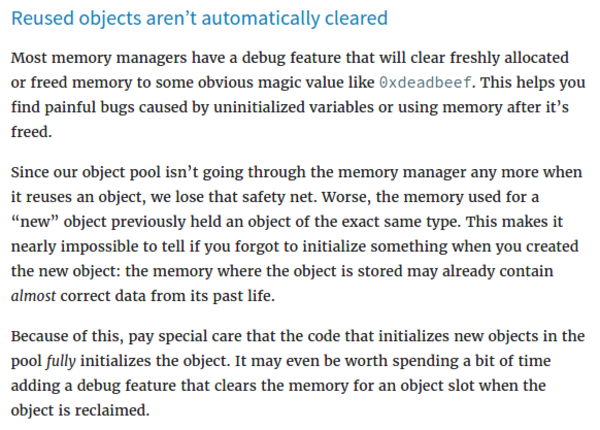 Reused objects aren’t automatically cleared
Most memory managers have a debug feature that will clear freshly allocated
or freed memory to some obvious magic value like 0xdeadbeef. This helps you
find painful bugs caused by uninitialized variables or using memory after it’s
freed.
Since our object pool isn’t going through the memory manager any more when
it reuses an object, we lose that safety net. Worse, the memory used for a
“new” object previously held an object of the exact same type. This makes it
nearly impossible to tell if you forgot to initialize something when you created
the new object: the memory where the object is stored may already contain
almost correct data from its past life.
Because of this, pay special care that the code that initializes new objects in the
pool fully initializes the object. It may even be worth spending a bit of time
adding a debug feature that clears the memory for an object slot when the
object is reclaimed.